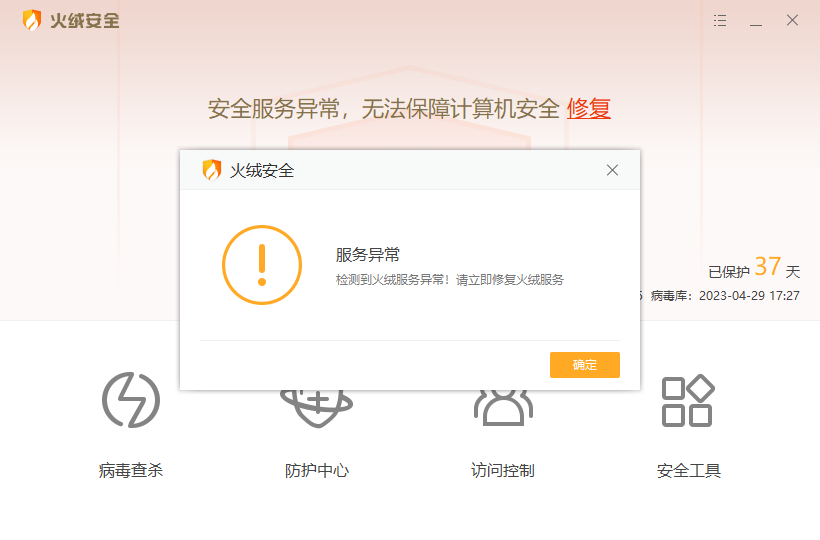 火绒安全
安全服务异常，无法保障计算机安全 修复
火绒安全
服务异常
检测到火绒服务异常！请立即修复火绒服务
确定
已保护 37 天
病毒库：2023-04-29 17:27
病毒查杀
防护中心
访问控制
安全工具